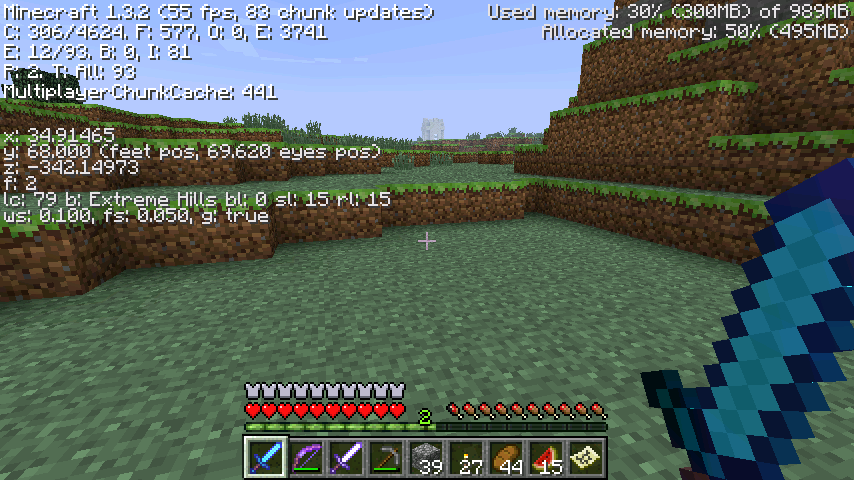 Minecraft 1.3.2 (55 fps, 83 chunk updates)
Used memory: 30% (300MB) of 989MB
C: 306/4624, F: 577, O: 0, E: 3741
Allocated memory: 50% (495MB)
E: 12/93, B: 0, I: 81
P: 2, T: All: 93
MultiplayerChunkCache: 441
x: 34.91465
y: 68.000 (feet pos, 69.620 eyes pos)
z: -342.14973
f: 2
lc: 79 b: Extreme Hills bl: 0 sl: 15 rl: 15
ws: 0.100, fs: 0.050, g: true
2
39
27
44
15